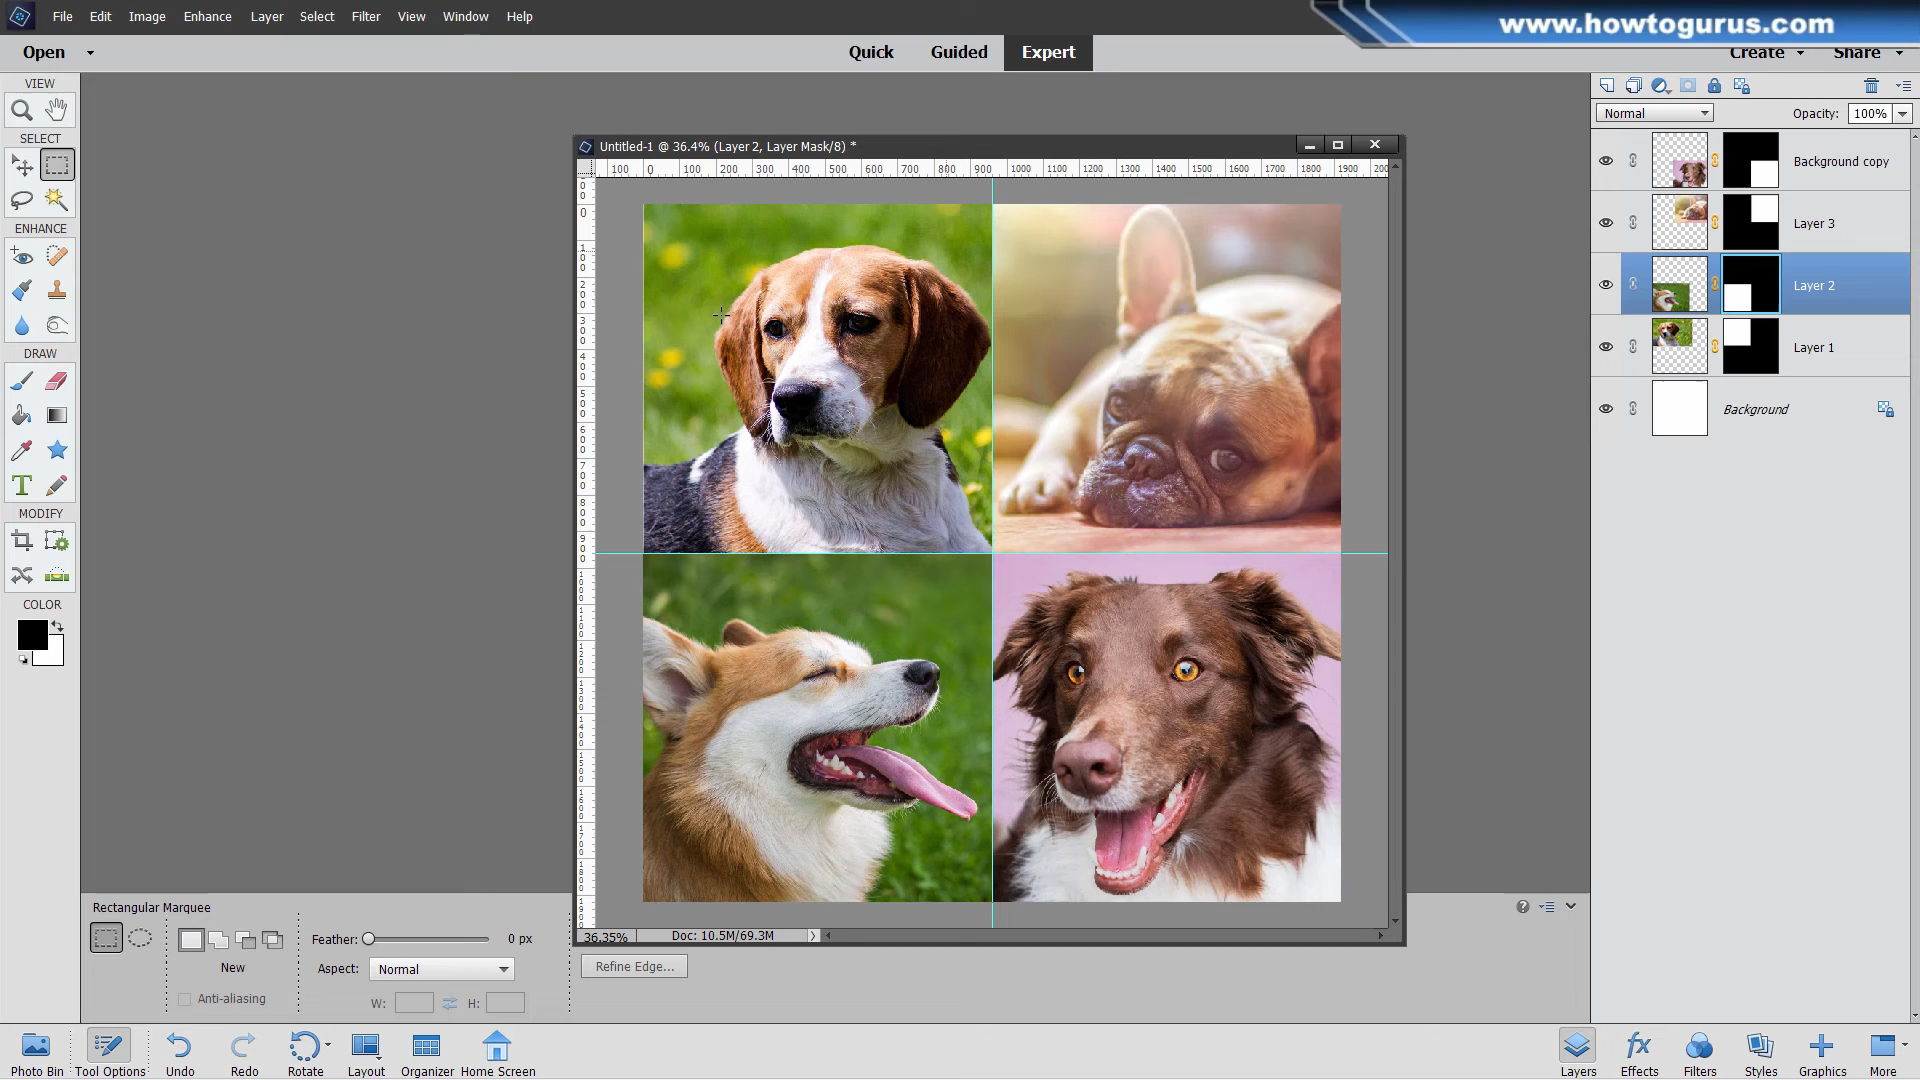 File Edit Image Enhance Layer Select Filter View Window Help
www.howtogurus.com
Open Quick Guided Expert Create Share
VIEW
SELECT
ENHANCE
DRAW
MODIFY
COLOR
Untitled-1 @ 36.4% (Layer 2, Layer Mask/8) *
100 0 100 200 300 400 500 600 700 800 900 1000 1100 1200 1300 1400 1500 1600 1700 1800 1900 200
36.35% Doc: 10.5M/69.3M
Normal Opacity: 100%
Background copy
Layer 3
Layer 2
Layer 1
Background
Rectangular Marquee
New
Anti-aliasing
Feather: 0 px
Aspect: Normal
W: H:
Refine Edge...
Photo Bin Tool Options Undo Redo Rotate Layout Organizer Home Screen
Layers Effects Filters Styles Graphics More